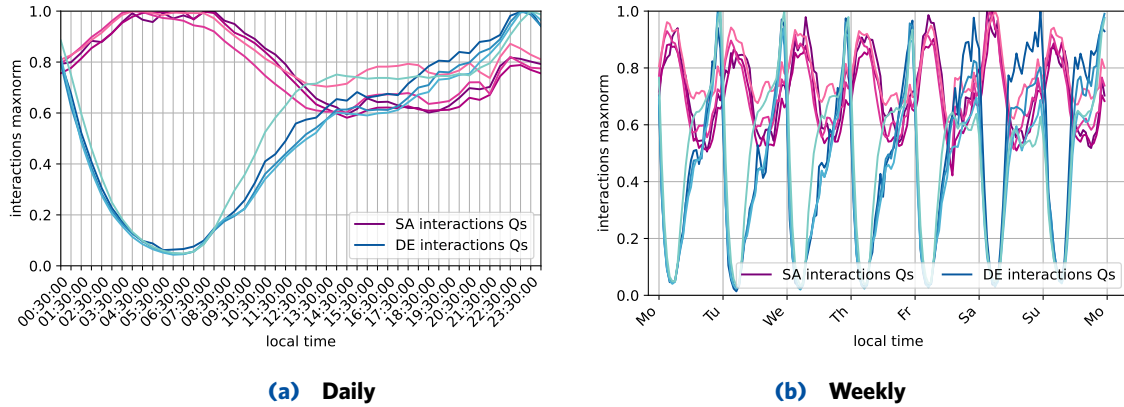 1.0
0.8
0.6
0.4
0.2
0.0
interactions maxnorm
SA interactions Qs
DE interactions Qs
00:30:00
01:30:00
02:30:00
03:30:00
04:30:00
05:30:00
06:30:00
07:30:00
08:30:00
09:30:00
10:30:00
11:30:00
12:30:00
13:30:00
14:30:00
15:30:00
16:30:00
17:30:00
18:30:00
19:30:00
20:30:00
21:30:00
22:30:00
23:30:00
local time
(a) Daily
1.0
0.8
0.6
0.4
0.2
0.0
interactions maxnorm
SA interactions Qs DE interactions Qs
Mo
Tu
We
Th
Fr
Sa
Su
Mo
local time
(b) Weekly